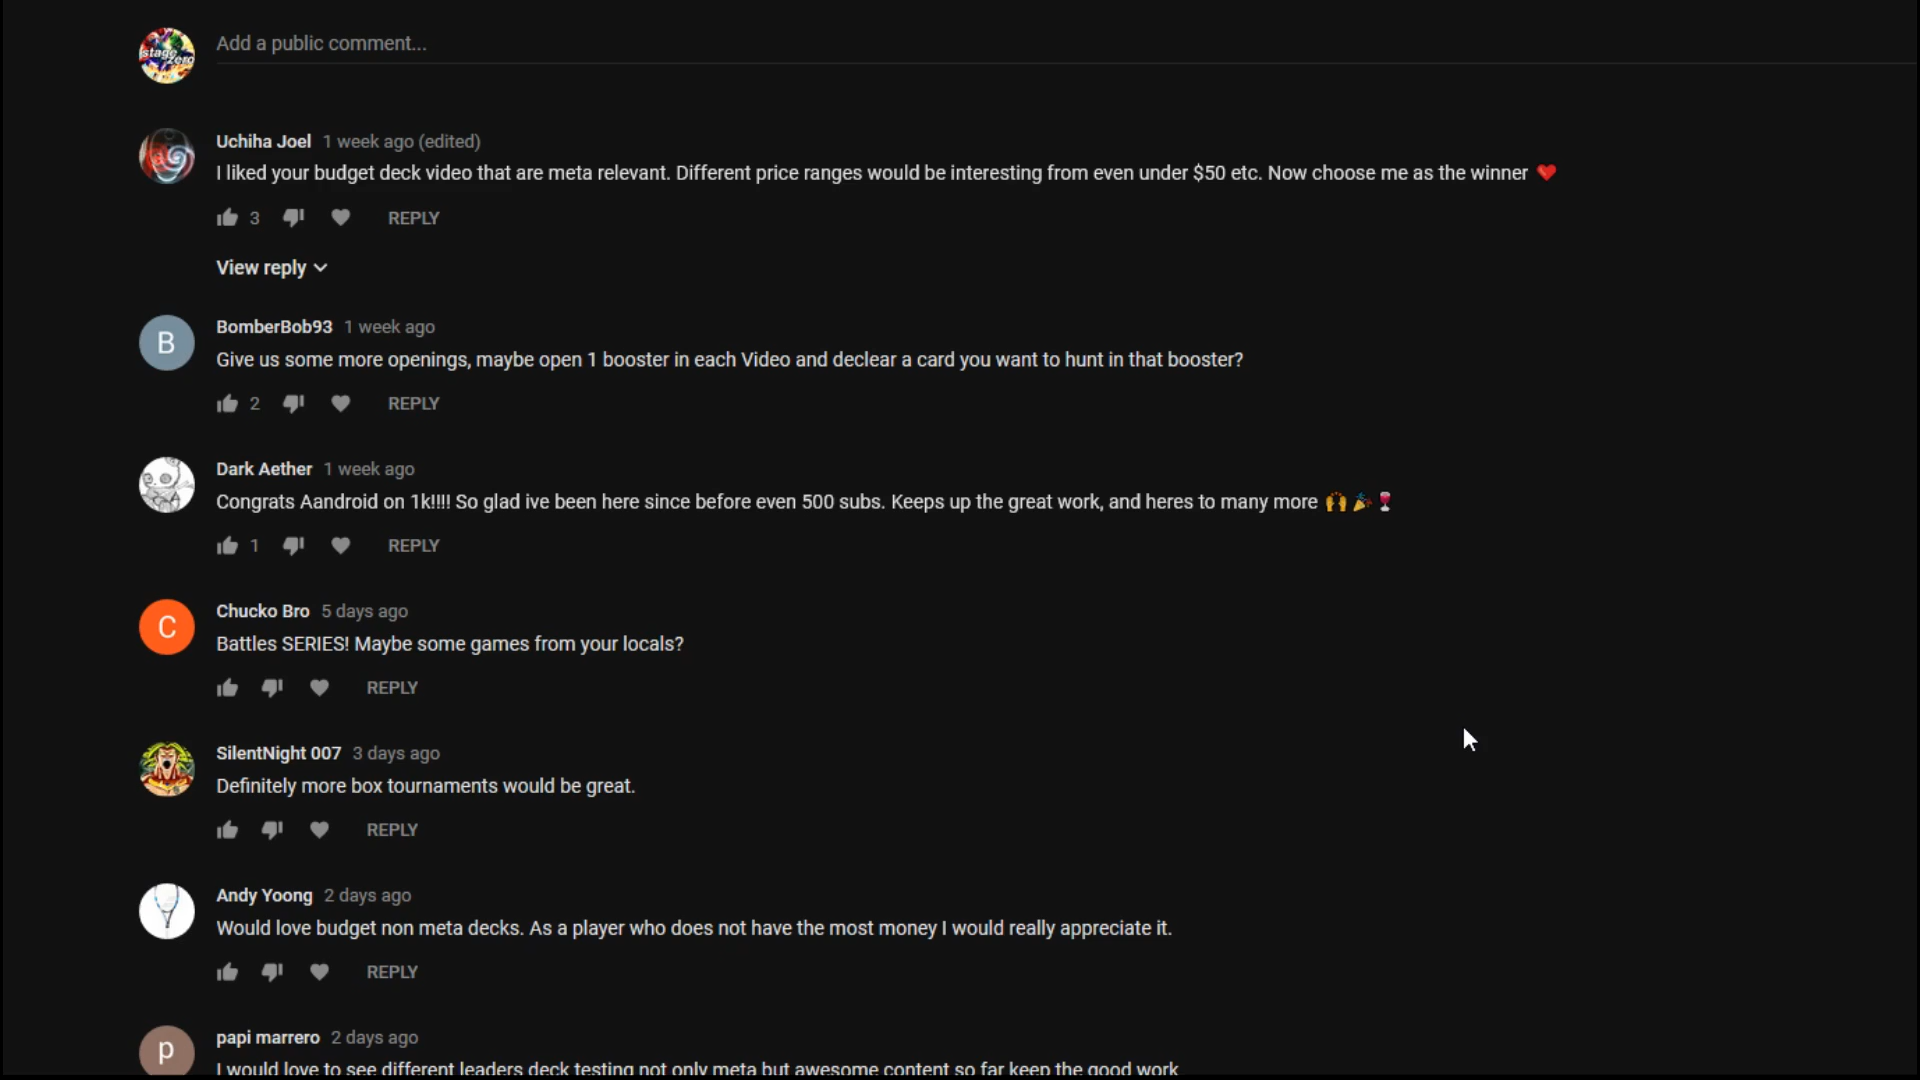 stage zero
Add a public comment...
Uchiha Joel 1 week ago (edited)
I liked your budget deck video that are meta relevant. Different price ranges would be interesting from even under $50 etc. Now choose me as the winner ❤️
3 REPLY
View reply
B
BomberBob93 1 week ago
Give us some more openings, maybe open 1 booster in each Video and declear a card you want to hunt in that booster?
2 REPLY
Dark Aether 1 week ago
Congrats Aandroid on 1k!!!! So glad ive been here since before even 500 subs. Keeps up the great work, and heres to many more 🙌🎉🍷
1 REPLY
C
Chucko Bro 5 days ago
Battles SERIES! Maybe some games from your locals?
REPLY
SilentNight 007 3 days ago
Definitely more box tournaments would be great.
REPLY
Andy Yoong 2 days ago
Would love budget non meta decks. As a player who does not have the most money I would really appreciate it.
REPLY
p
papi marrero 2 days ago
I would love to see different leaders deck testing not only meta but awesome content so far keep the good work